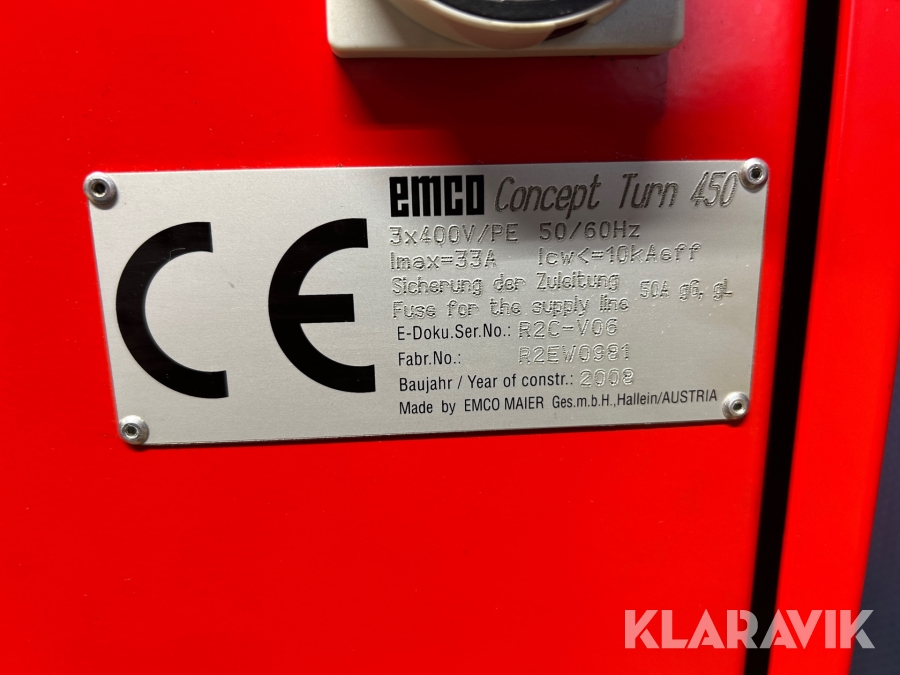 CE
emco Concept Turn 450
3x400V/PE 50/60Hz
Imax=33A Icw<=10kAeff
Sicherung der Zuleitung
Fuse for the supply line 50A g6, gL
E-Doku.Ser.No.: R2C-V06
Fabr.No.: R2EW0981
Baujahr / Year of constr.: 2008
Made by EMCO MAIER Ges.m.b.H.,Hallein/AUSTRIA
KLARAVIK